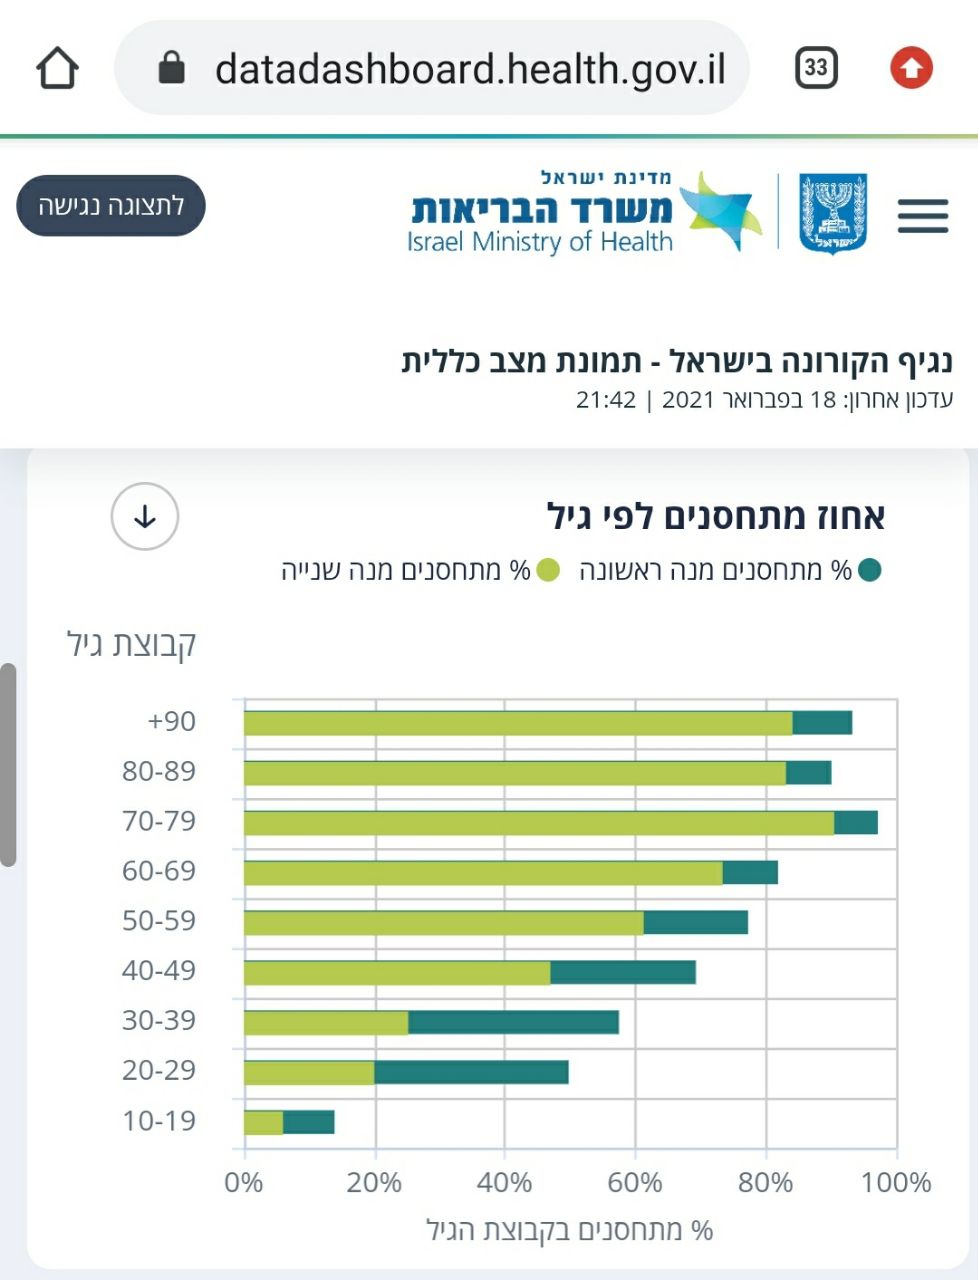 datadashboard.health.gov.il
33
לתצוגה נגישה
מדינת ישראל
משרד הבריאות
Israel Ministry of Health
ישראל
נגיף הקורונה בישראל - תמונת מצב כללית
עדכון אחרון: 18 בפברואר 2021 | 21:42
אחוז מתחסנים לפי גיל
% מתחסנים מנה ראשונה % מתחסנים מנה שנייה
קבוצת גיל
+90
80-89
70-79
60-69
50-59
40-49
30-39
20-29
10-19
0% 20% 40% 60% 80% 100%
% מתחסנים בקבוצת הגיל